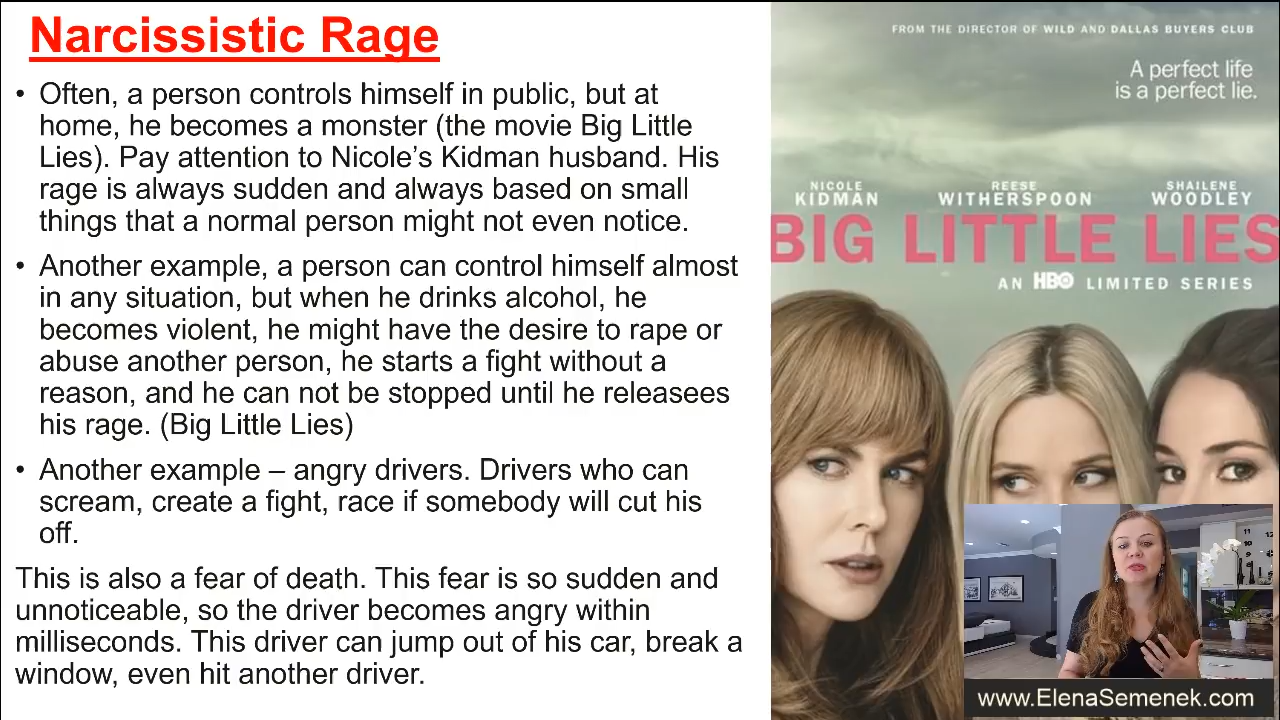 Narcissistic Rage
• Often, a person controls himself in public, but at
home, he becomes a monster (the movie Big Little
Lies). Pay attention to Nicole’s Kidman husband. His
rage is always sudden and always based on small
things that a normal person might not even notice.
• Another example, a person can control himself almost
in any situation, but when he drinks alcohol, he
becomes violent, he might have the desire to rape or
abuse another person, he starts a fight without a
reason, and he can not be stopped until he releasees
his rage. (Big Little Lies)
• Another example – angry drivers. Drivers who can
scream, create a fight, race if somebody will cut his
off.
This is also a fear of death. This fear is so sudden and
unnoticeable, so the driver becomes angry within
milliseconds. This driver can jump out of his car, break a
window, even hit another driver.
FROM THE DIRECTOR OF WILD AND DALLAS BUYERS CLUB
A perfect life
is a perfect lie.
NICOLE
KIDMAN
REESE
WITHERSPOON
SHAILENE
WOODLEY
BIG LITTLE LIES
AN HBO LIMITED SERIES
www.ElenaSemenek.com